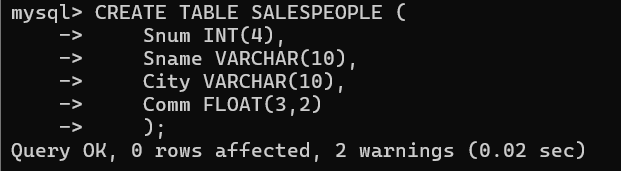 mysql> CREATE TABLE SALESPEOPLE (
    ->     Snum INT(4),
    ->     Sname VARCHAR(10),
    ->     City VARCHAR(10),
    ->     Comm FLOAT(3,2)
    ->     );
Query OK, 0 rows affected, 2 warnings (0.02 sec)